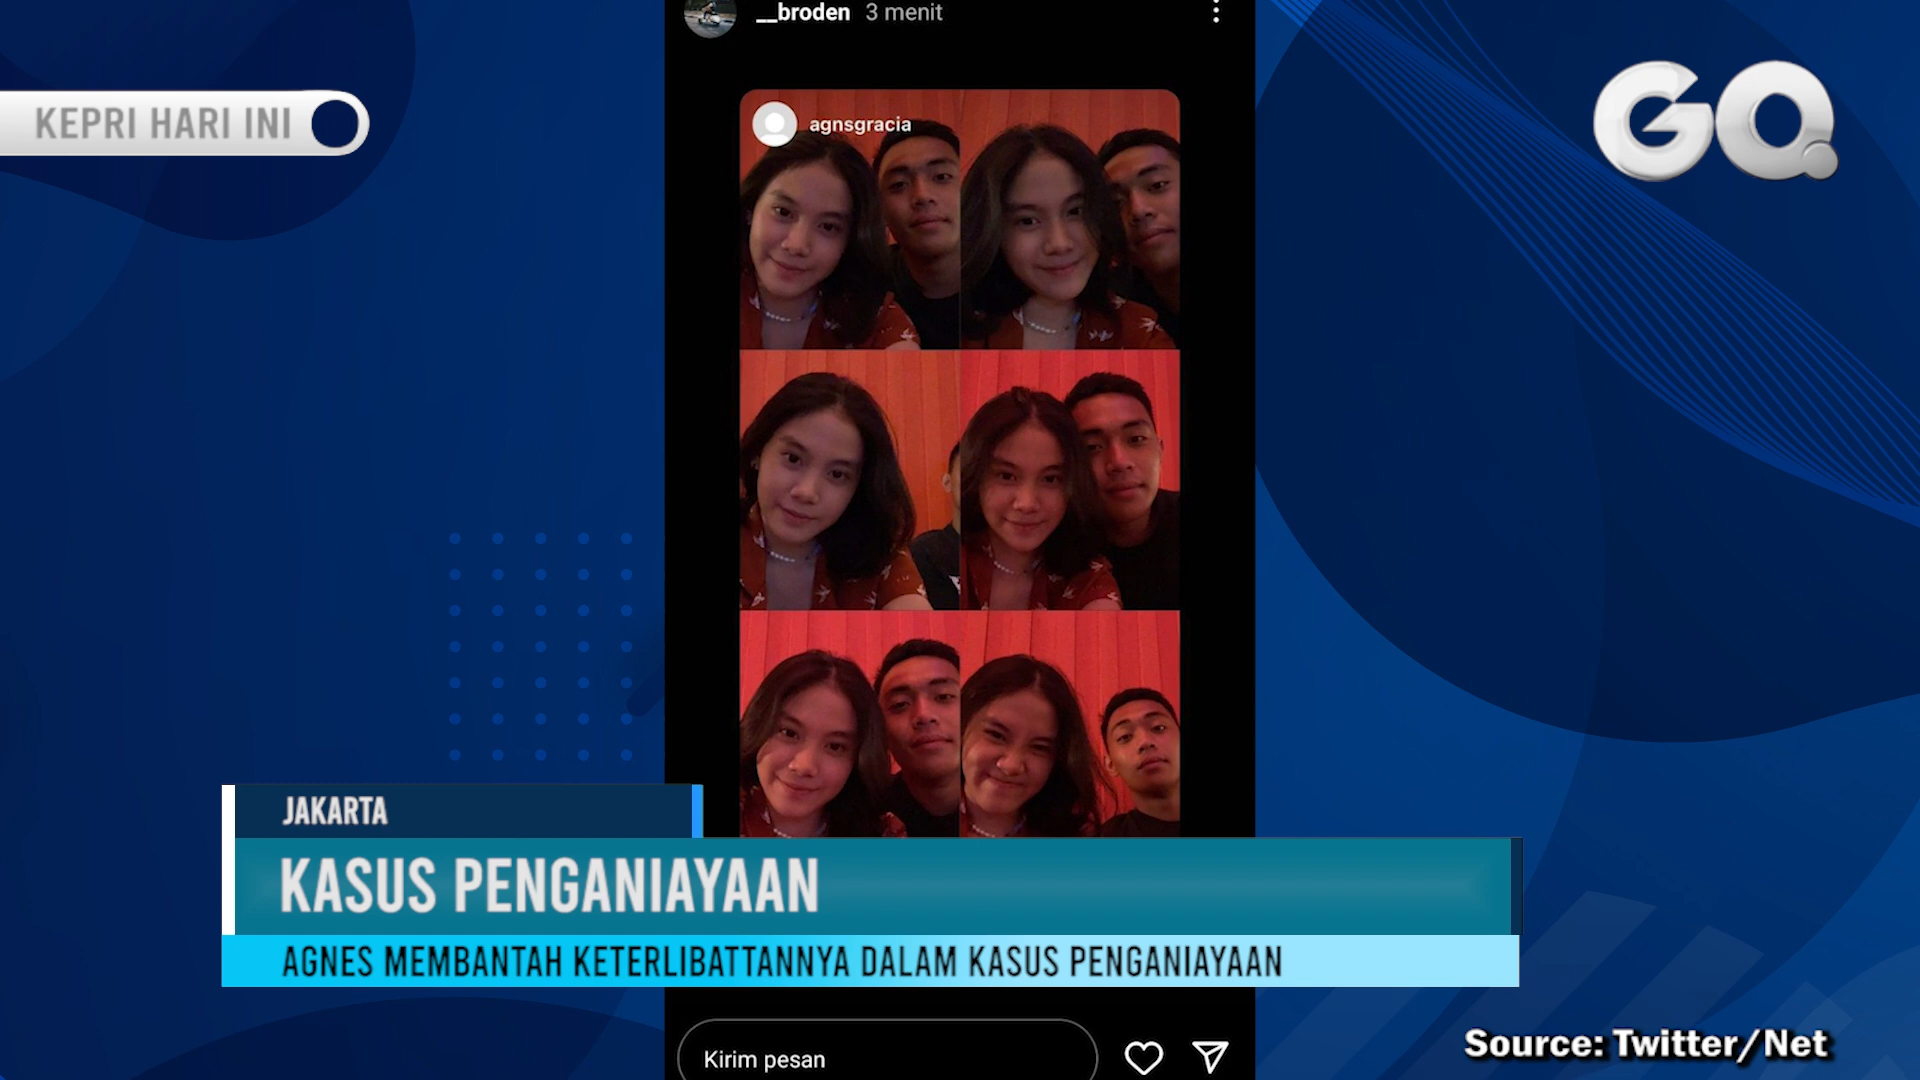 __broden 3 menit
KEPRI HARI INI
GQ
agnsgracia
JAKARTA
KASUS PENGANIAYAAN
AGNES MEMBANTAH KETERLIBATTANNYA DALAM KASUS PENGANIAYAAN
Kirim pesan
Source: Twitter/Net